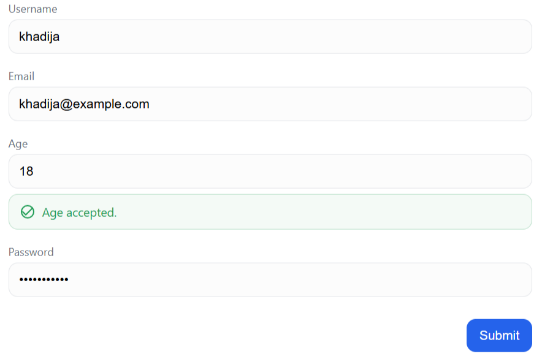 Username
khadija
Email
khadija@example.com
Age
18
Age accepted.
Password
•••••••••••
Submit